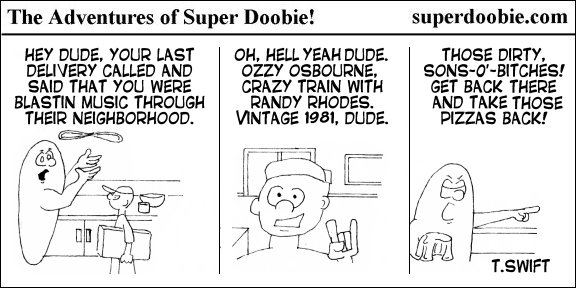 The Adventures of Super Doobie!
superdoobie.com
HEY DUDE, YOUR LAST
DELIVERY CALLED AND
SAID THAT YOU WERE
BLASTIN MUSIC THROUGH
THEIR NEIGHBORHOOD.
OH, HELL YEAH DUDE.
OZZY OSBOURNE,
CRAZY TRAIN WITH
RANDY RHODES.
VINTAGE 1981, DUDE.
THOSE DIRTY,
SONS-O'-BITCHES!
GET BACK THERE
AND TAKE THOSE
PIZZAS BACK!
T.SWIFT